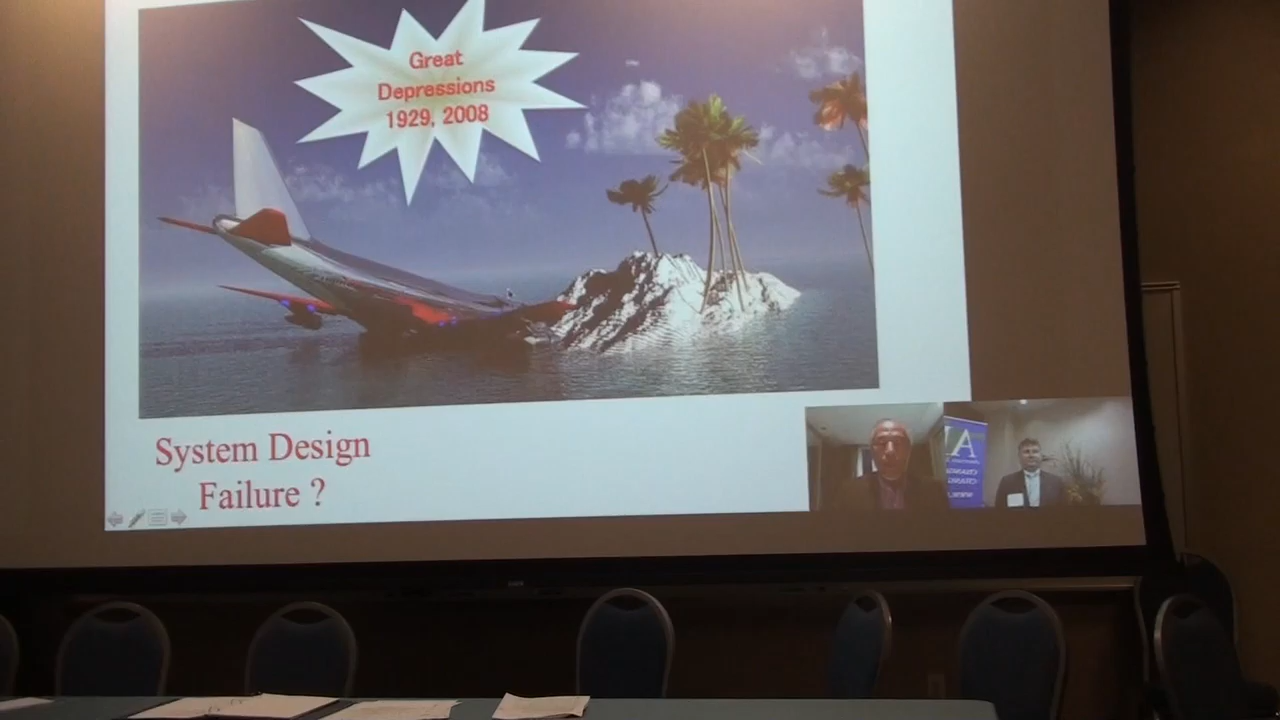 Great
Depressions
1929, 2008
System Design
Failure ?